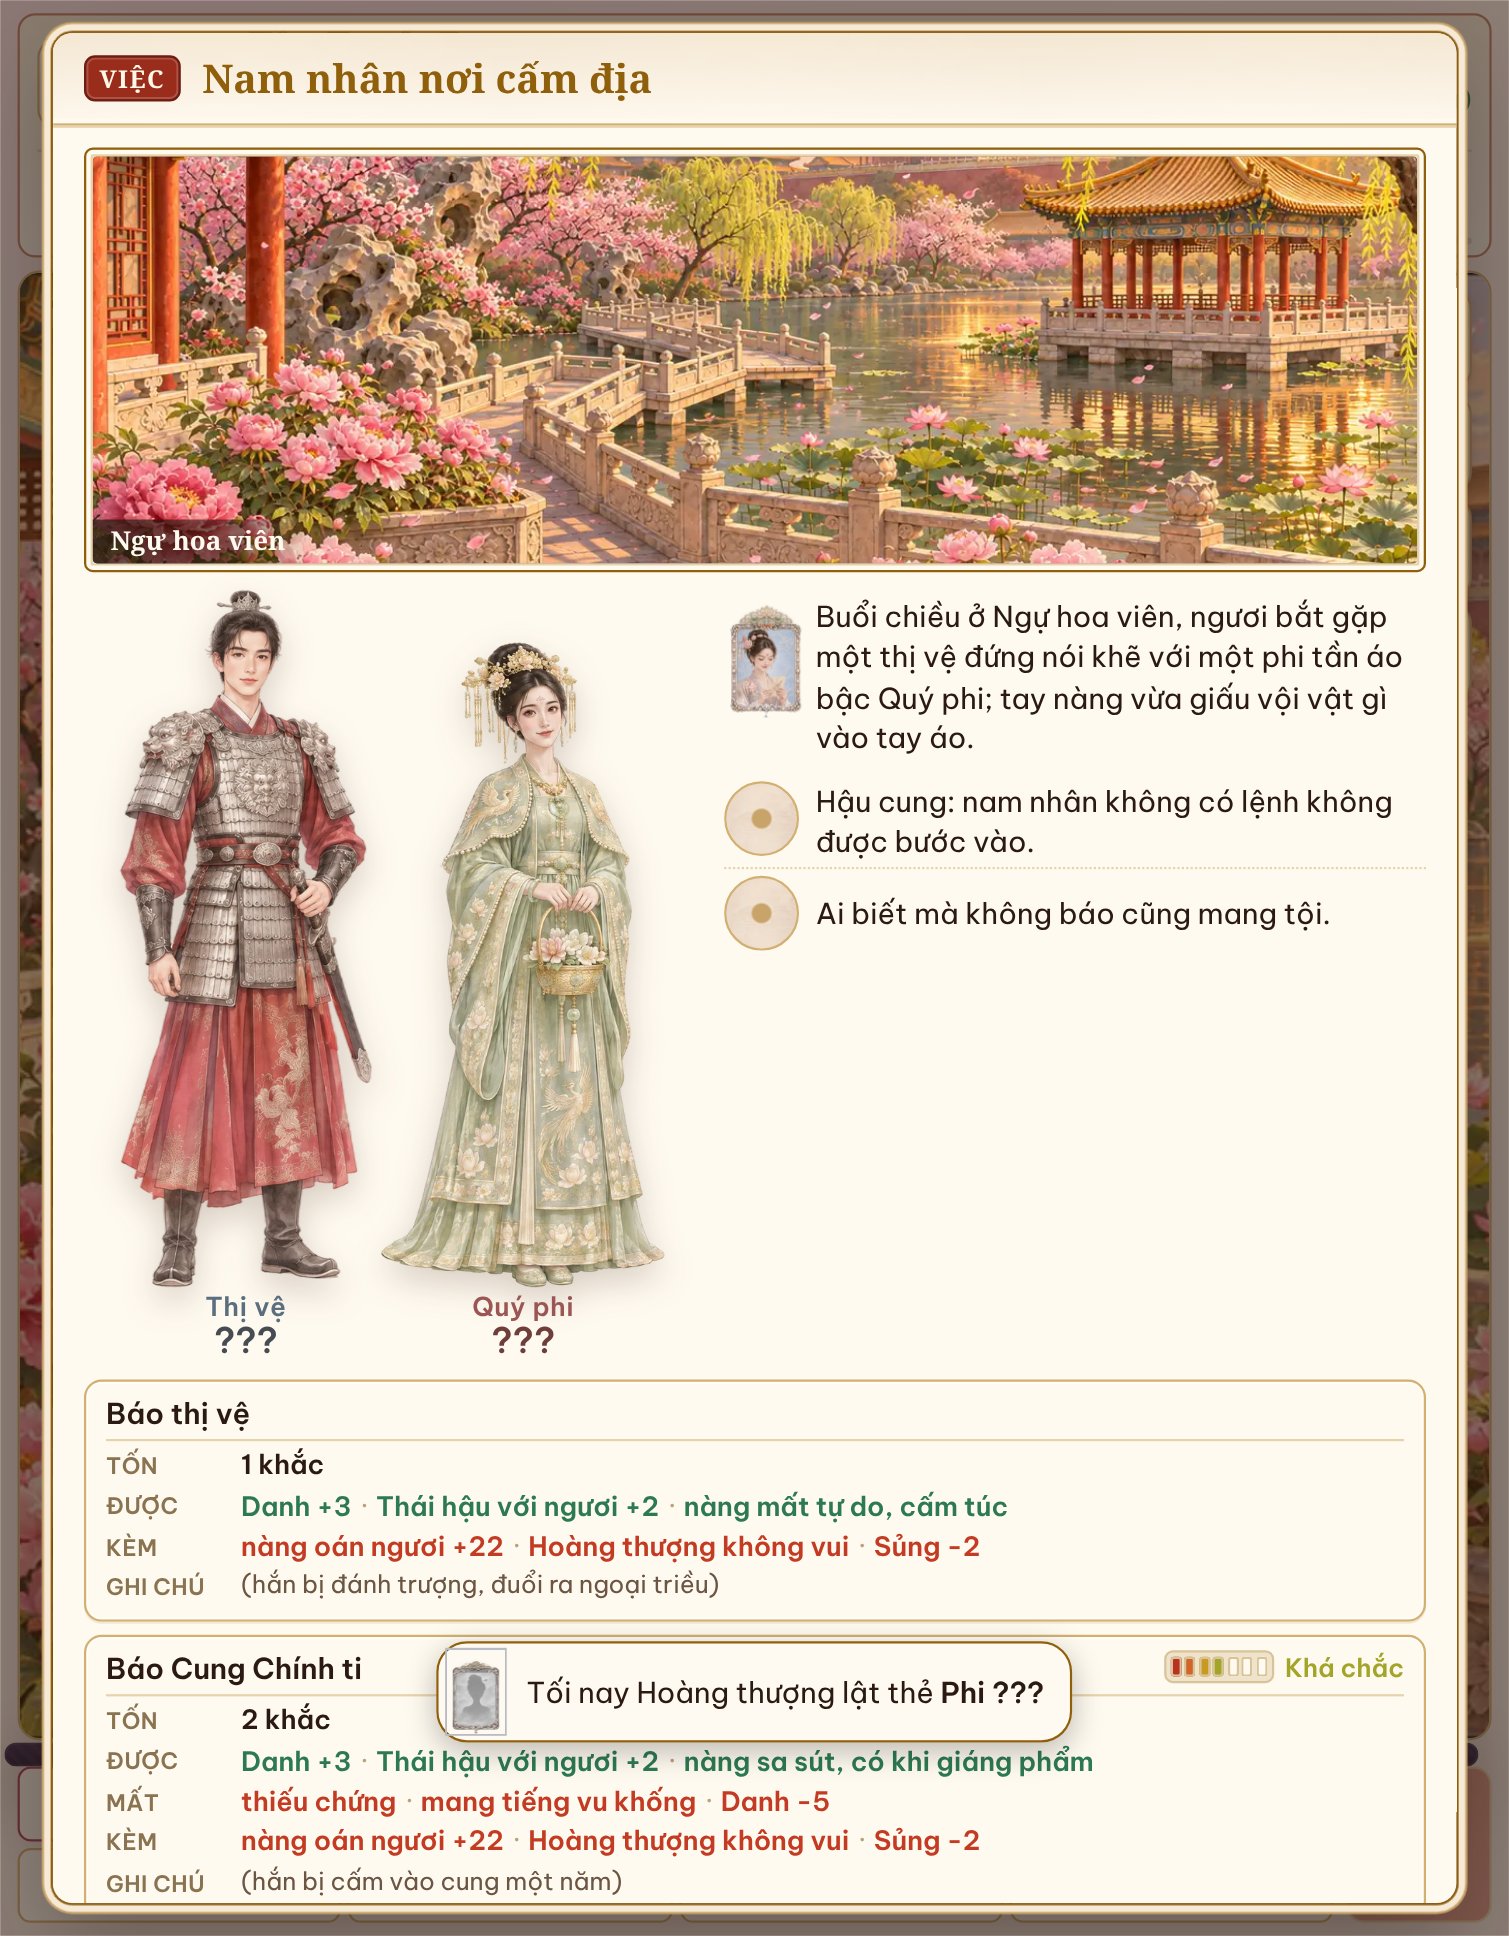 VIỆC
Nam nhân nơi cấm địa
Ngự hoa viên
Buổi chiều ở Ngự hoa viên, ngươi bắt gặp
một thị vệ đứng nói khẽ với một phi tần áo
bậc Quý phi; tay nàng vừa giấu vội vật gì
vào tay áo.
Hậu cung: nam nhân không có lệnh không
được bước vào.
Ai biết mà không báo cũng mang tội.
Thị vệ
???
Quý phi
???
Báo thị vệ
TỐN 1 khắc
ĐƯỢC Danh +3 · Thái hậu với ngươi +2 · nàng mất tự do, cấm túc
KÈM nàng oán ngươi +22 · Hoàng thượng không vui · Sủng -2
GHI CHÚ (hắn bị đánh trượng, đuổi ra ngoại triều)
Báo Cung Chính ti
Khá chắc
Tối nay Hoàng thượng lật thẻ Phi ???
TỐN 2 khắc
ĐƯỢC Danh +3 · Thái hậu với ngươi +2 · nàng sa sút, có khi giáng phẩm
MẤT thiếu chứng · mang tiếng vu khống · Danh -5
KÈM nàng oán ngươi +22 · Hoàng thượng không vui · Sủng -2
GHI CHÚ (hắn bị cấm vào cung một năm)